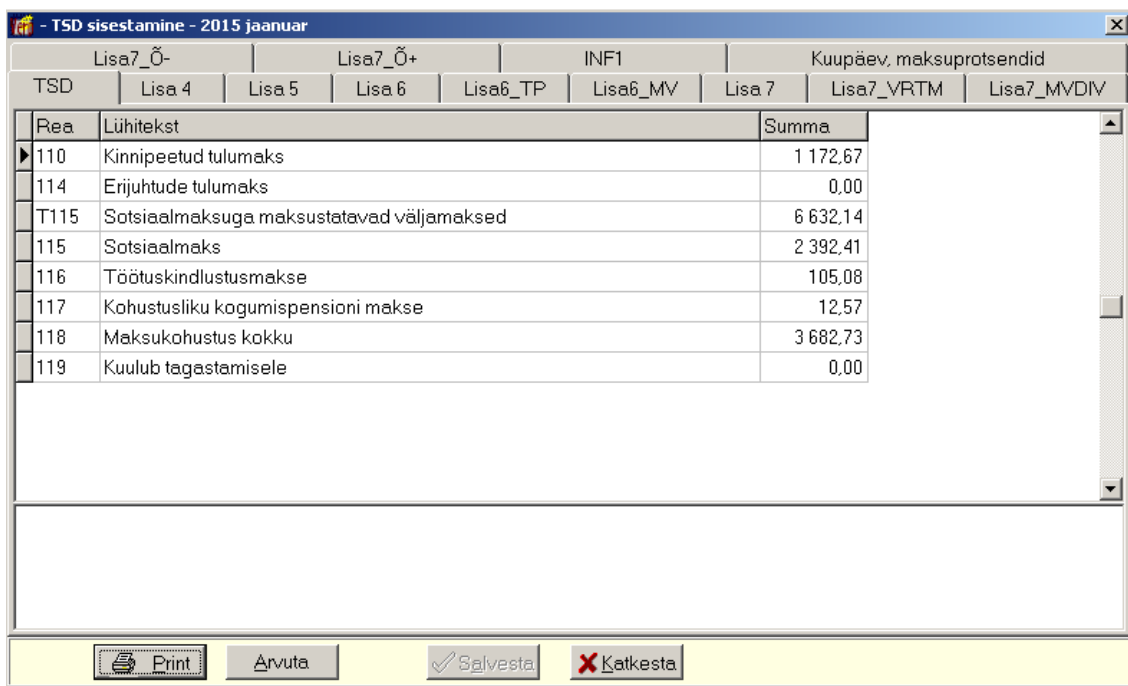 - TSD sisestamine - 2015 jaanuar
Lisa7_Õ- Lisa7_Õ+ INF1 Kuupäev, maksuprotsendid
TSD Lisa 4 Lisa 5 Lisa 6 Lisa6_TP Lisa6_MV Lisa 7 Lisa7_VRTM Lisa7_MVDIV
Rea Lühitekst Summa
110 Kinnipeetud tulumaks 1 172,67
114 Erijuhtude tulumaks 0,00
T115 Sotsiaalmaksuga maksustatavad väljamaksed 6 632,14
115 Sotsiaalmaks 2 392,41
116 Töötuskindlustusmakse 105,08
117 Kohustusliku kogumispensioni makse 12,57
118 Maksukohustus kokku 3 682,73
119 Kuulub tagastamisele 0,00
Print Arvuta Salvesta Katkesta